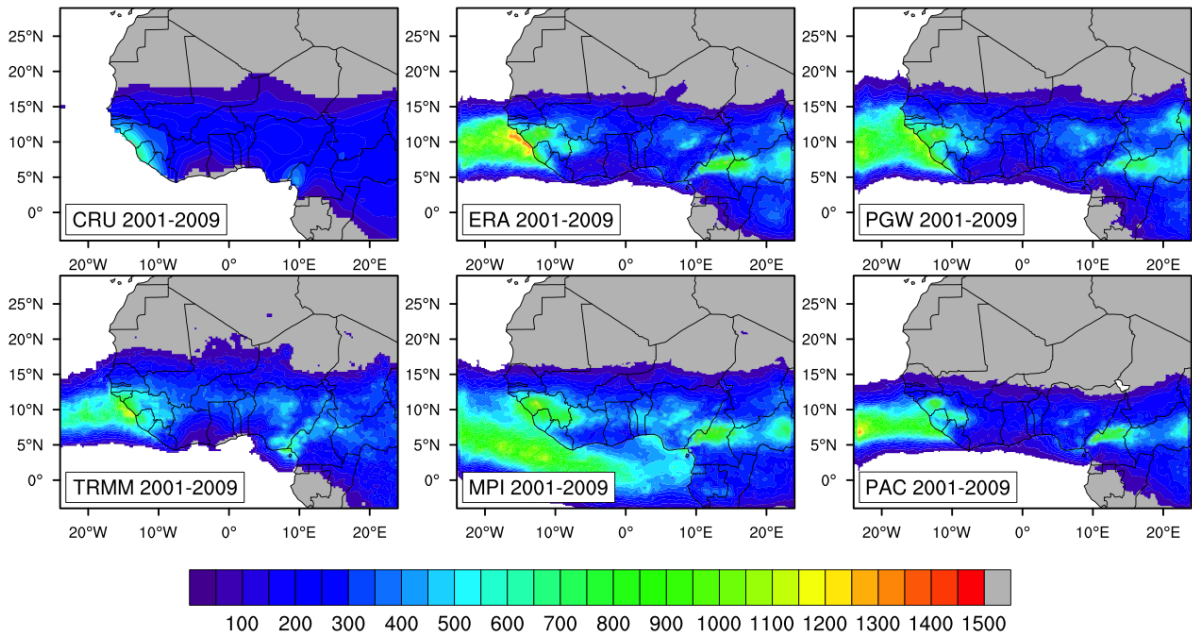 25°N
20°N
15°N
10°N
5°N
0°
CRU 2001-2009
20°W 10°W 0° 10°E 20°E
25°N
20°N
15°N
10°N
5°N
0°
ERA 2001-2009
20°W 10°W 0° 10°E 20°E
25°N
20°N
15°N
10°N
5°N
0°
PGW 2001-2009
20°W 10°W 0° 10°E 20°E
25°N
20°N
15°N
10°N
5°N
0°
TRMM 2001-2009
20°W 10°W 0° 10°E 20°E
25°N
20°N
15°N
10°N
5°N
0°
MPI 2001-2009
20°W 10°W 0° 10°E 20°E
25°N
20°N
15°N
10°N
5°N
0°
PAC 2001-2009
20°W 10°W 0° 10°E 20°E
100 200 300 400 500 600 700 800 900 1000 1100 1200 1300 1400 1500